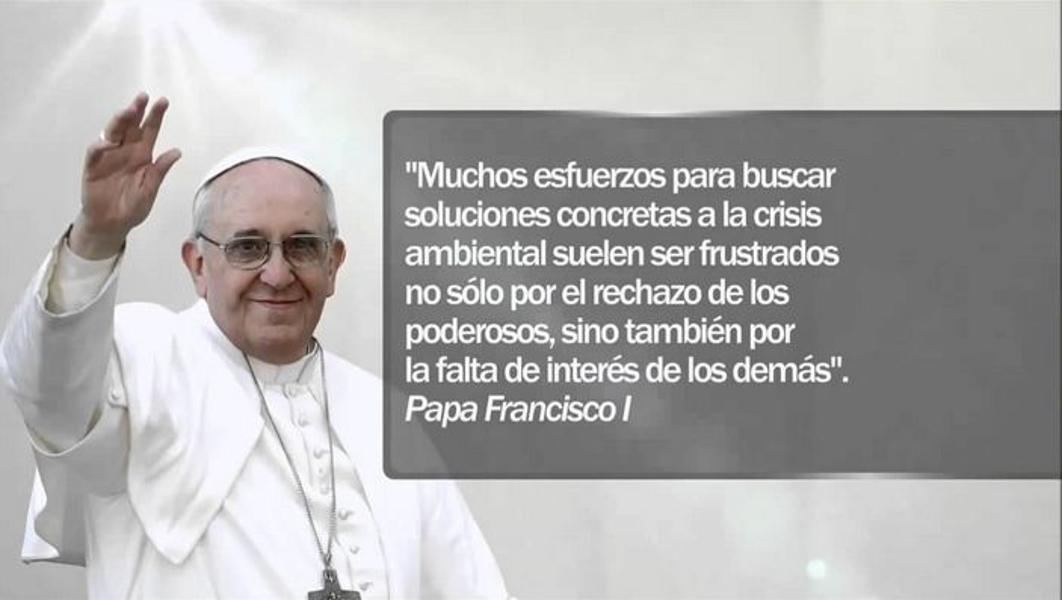 "Muchos esfuerzos para buscar
soluciones concretas a la crisis
ambiental suelen ser frustrados
no sólo por el rechazo de los
poderosos, sino también por
la falta de interés de los demás".
Papa Francisco I